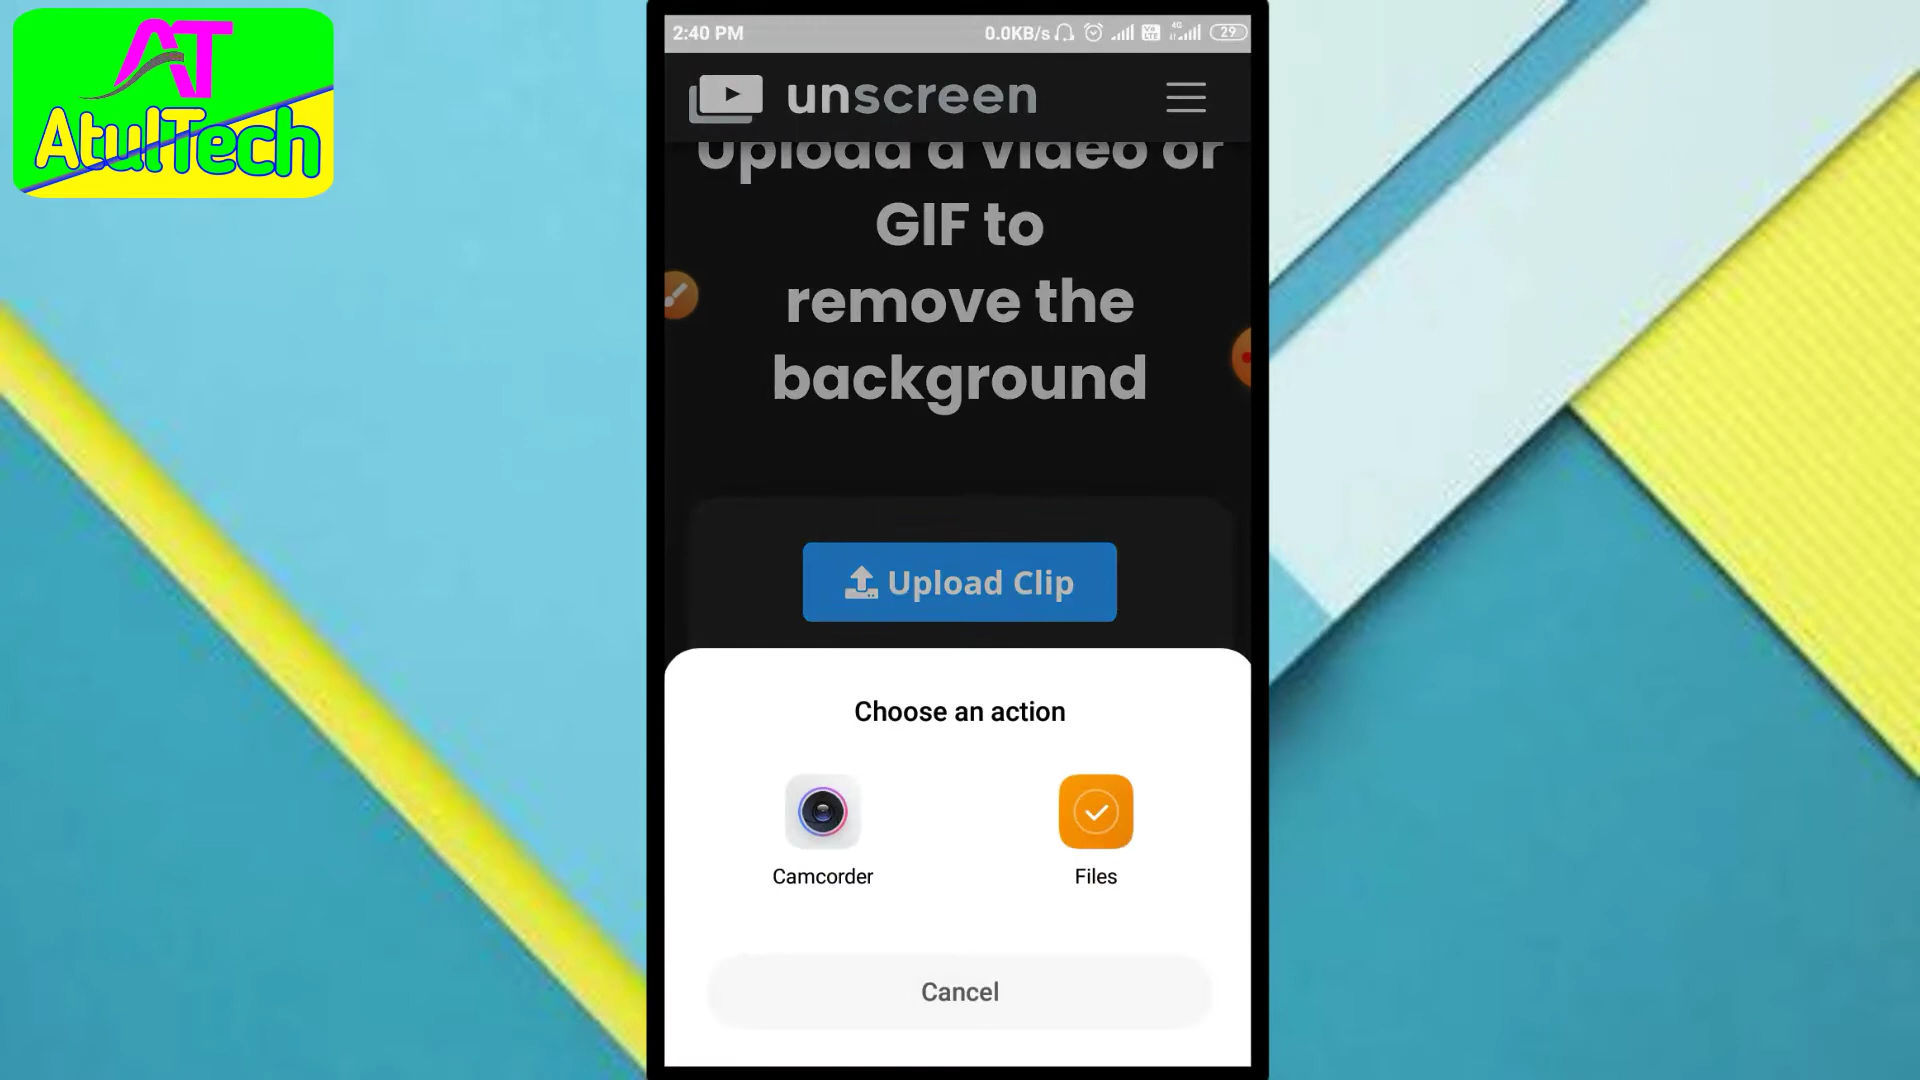 AT
AtulTech
2:40 PM
0.0KB/s
4G
29
unscreen
Upload a video or
GIF to
remove the
background
Upload Clip
Choose an action
Camcorder
Files
Cancel